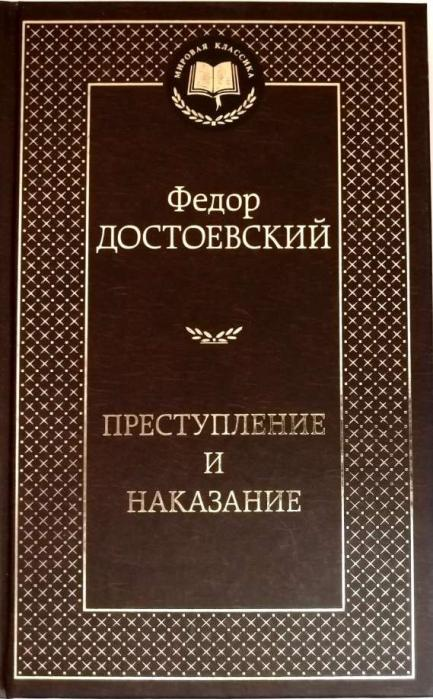 МИРОВАЯ КЛАССИКА
Федор
ДОСТОЕВСКИЙ
ПРЕСТУПЛЕНИЕ
И
НАКАЗАНИЕ